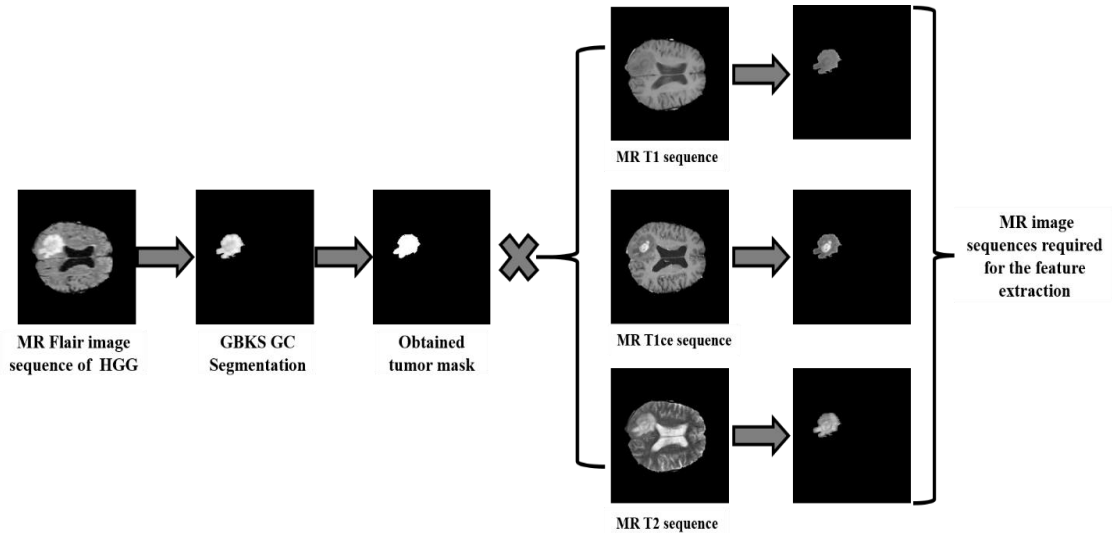 MR Flair image
sequence of HGG
GBKS GC
Segmentation
Obtained
tumor mask
MR T1 sequence
MR T1ce sequence
MR T2 sequence
MR image
sequences required
for the feature
extraction